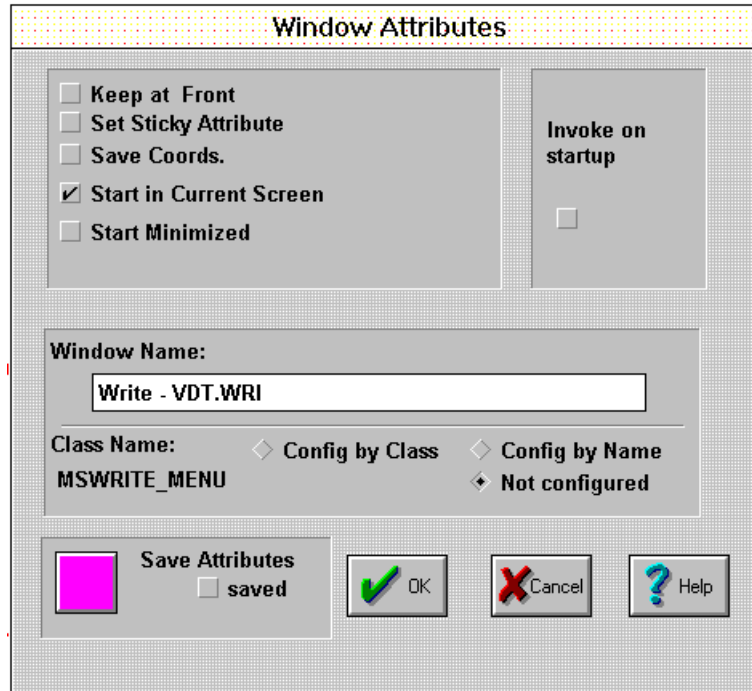 Window Attributes
Keep at Front
Set Sticky Attribute
Save Coords.
Start in Current Screen
Start Minimized
Invoke on
startup
Window Name:
Write - VDT.WRI
Class Name:
MSWRITE_MENU
Config by Class
Config by Name
Not configured
Save Attributes
saved
OK
Cancel
Help